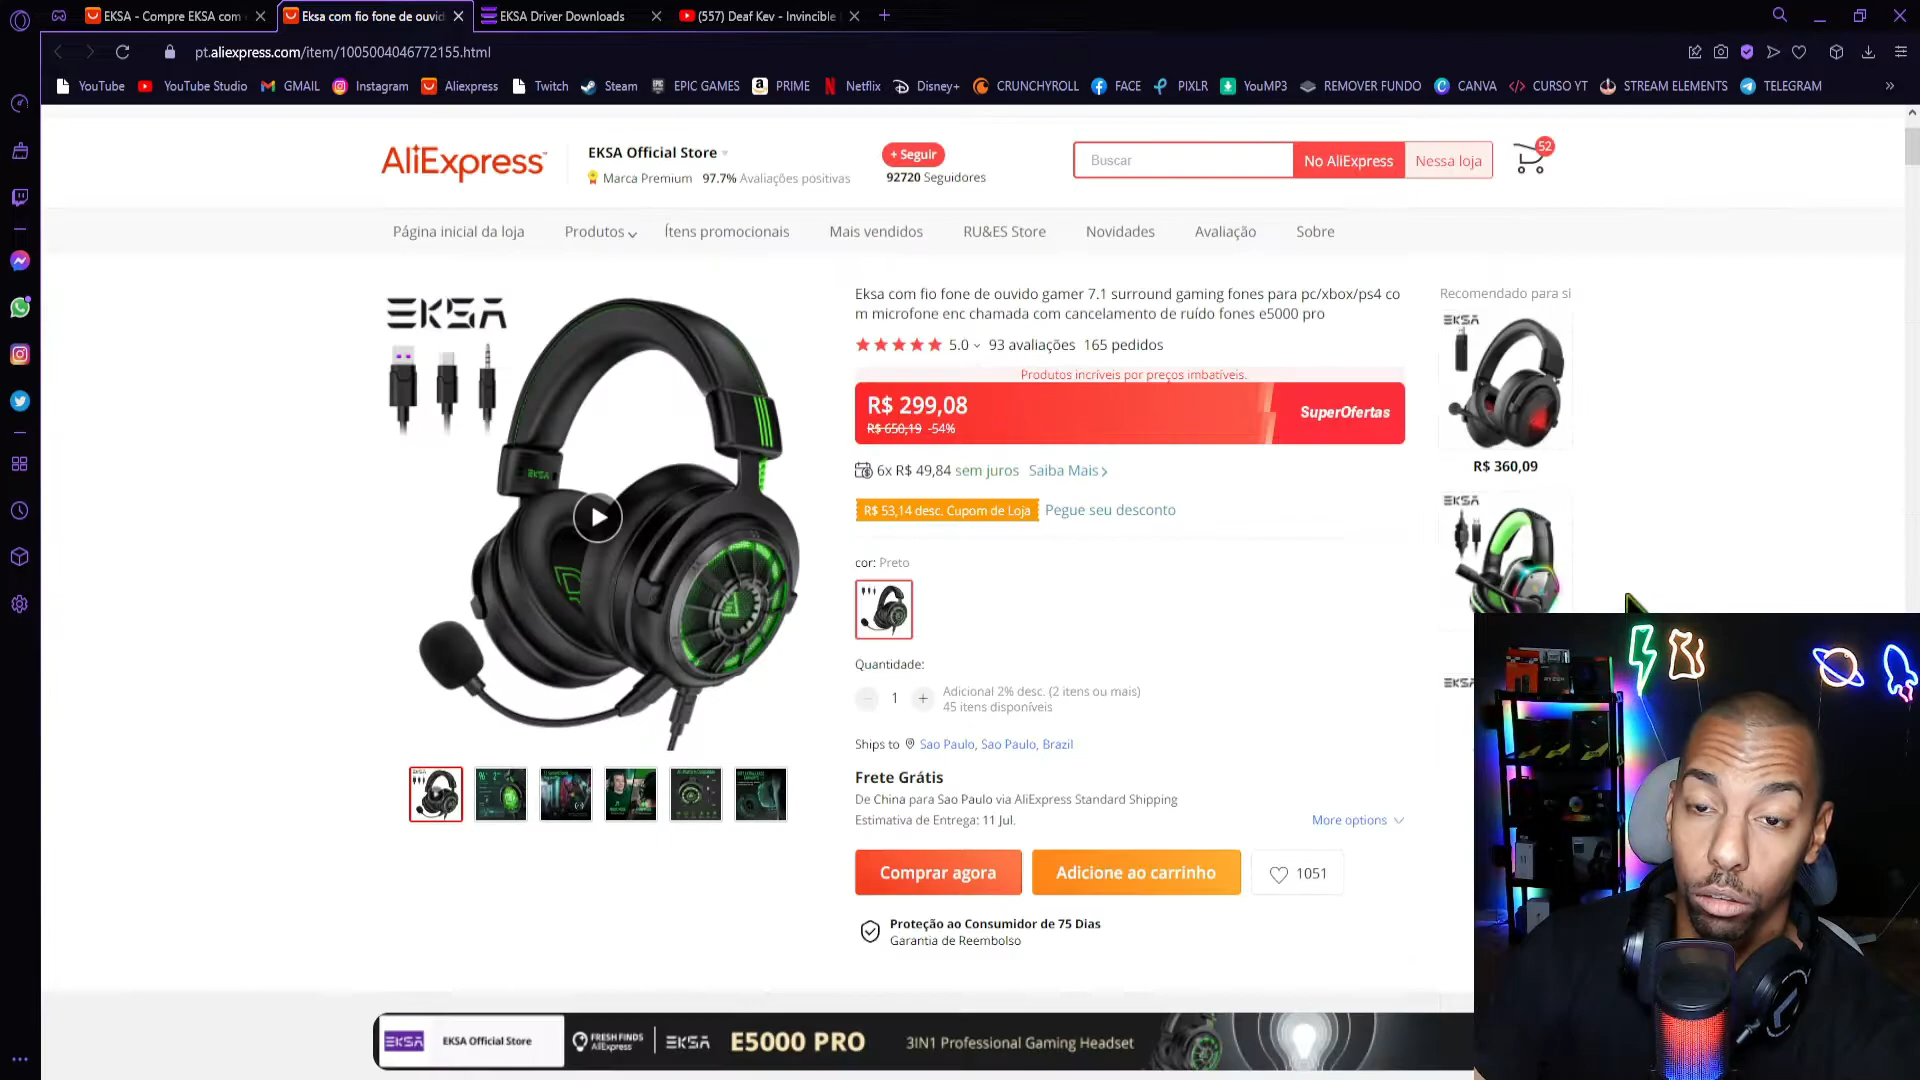 EKSA - Compre EKSA com
Eksa com fio fone de ouvid
EKSA Driver Downloads
(557) Deaf Kev - Invincible
pt.aliexpress.com/item/1005004046772155.html
YouTube
YouTube Studio
GMAIL
Instagram
Aliexpress
Twitch
Steam
EPIC GAMES
PRIME
Netflix
Disney+
CRUNCHYROLL
FACE
PIXLR
YouMP3
REMOVER FUNDO
CANVA
CURSO YT
STREAM ELEMENTS
TELEGRAM
AliExpress
EKSA Official Store
Marca Premium 97.7% Avaliações positivas
+ Seguir
92720 Seguidores
Buscar
No AliExpress
Nessa loja
52
Página inicial da loja
Produtos
Ítens promocionais
Mais vendidos
RU&ES Store
Novidades
Avaliação
Sobre
EKSA
EKSA
Eksa com fio fone de ouvido gamer 7.1 surround gaming fones para pc/xbox/ps4 co
m microfone enc chamada com cancelamento de ruído fones e5000 pro
5.0
93 avaliações
165 pedidos
Produtos incríveis por preços imbatíveis.
R$ 299,08
R$ 650,19 -54%
SuperOfertas
6x R$ 49,84 sem juros Saiba Mais
R$ 53,14 desc. Cupom de Loja
Pegue seu desconto
cor: Preto
Quantidade:
1
Adicional 2% desc. (2 itens ou mais)
45 itens disponíveis
Ships to Sao Paulo, Sao Paulo, Brazil
Frete Grátis
De China para Sao Paulo via AliExpress Standard Shipping
Estimativa de Entrega: 11 Jul.
More options
Comprar agora
Adicione ao carrinho
1051
Proteção ao Consumidor de 75 Dias
Garantia de Reembolso
Recomendado para si
EKSA
R$ 360,09
EKSA
EKSA
EKSA
EKSA Official Store
FRESH FINDS
AliExpress
EKSA
E5000 PRO
3IN1 Professional Gaming Headset